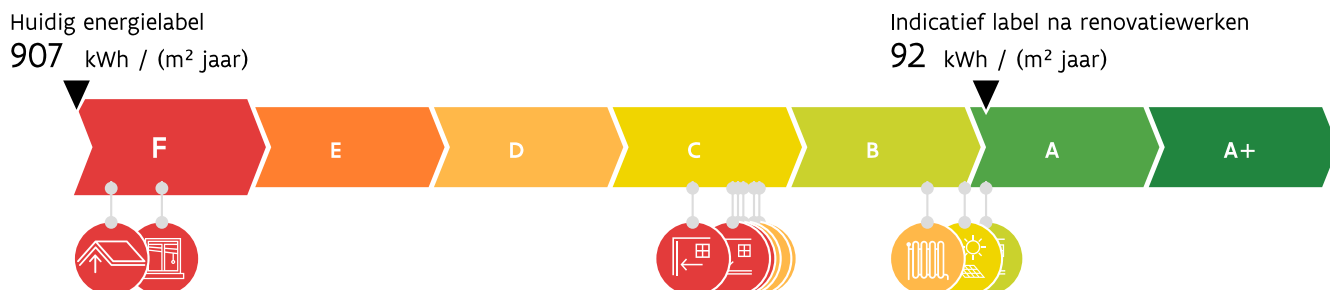 Huidig energielabel
907 kWh / (m² jaar)
Indicatief label na renovatiewerken
92 kWh / (m² jaar)
F E D C B A A+